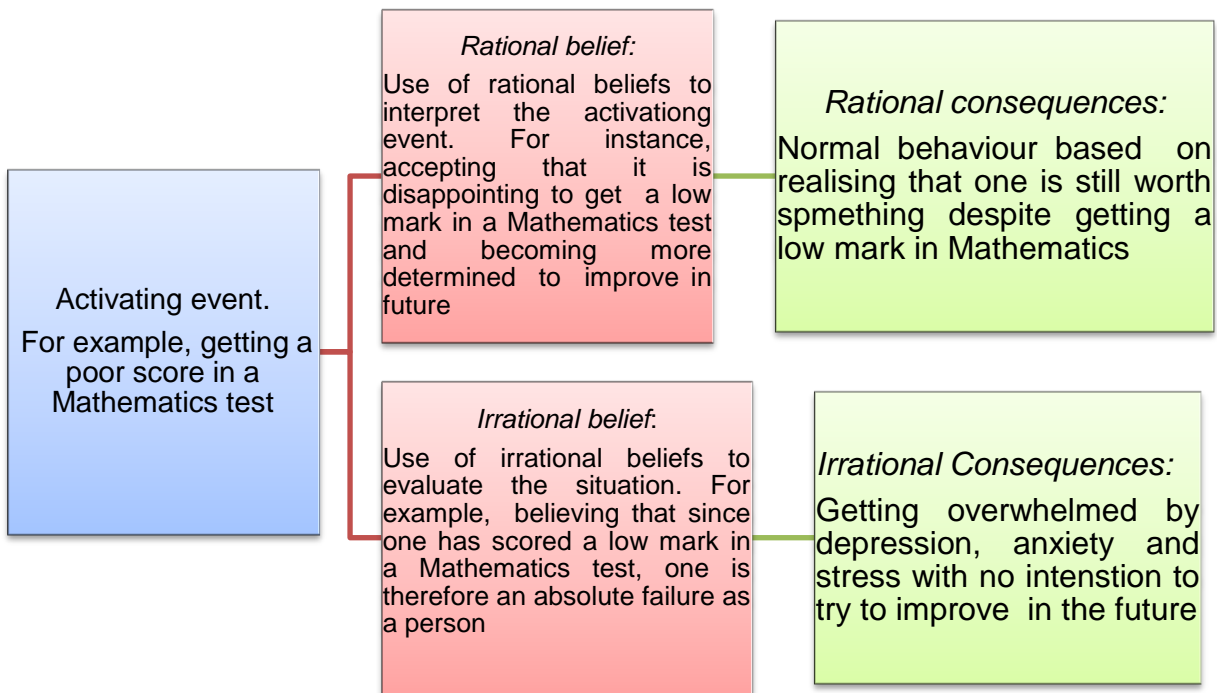 Activating event.
For example, getting a
poor score in a
Mathematics test
Rational belief:
Use of rational beliefs to
interpret the activationg
event. For instance,
accepting that it is
disappointing to get a low
mark in a Mathematics test
and becoming more
determined to improve in
future
Rational consequences:
Normal behaviour based on
realising that one is still worth
spmething despite getting a
low mark in Mathematics
Irrational belief:
Use of irrational beliefs to
evaluate the situation. For
example, believing that since
one has scored a low mark in
a Mathematics test, one is
therefore an absolute failure as
a person
Irrational Consequences:
Getting overwhelmed by
depression, anxiety and
stress with no intenstion to
try to improve in the future